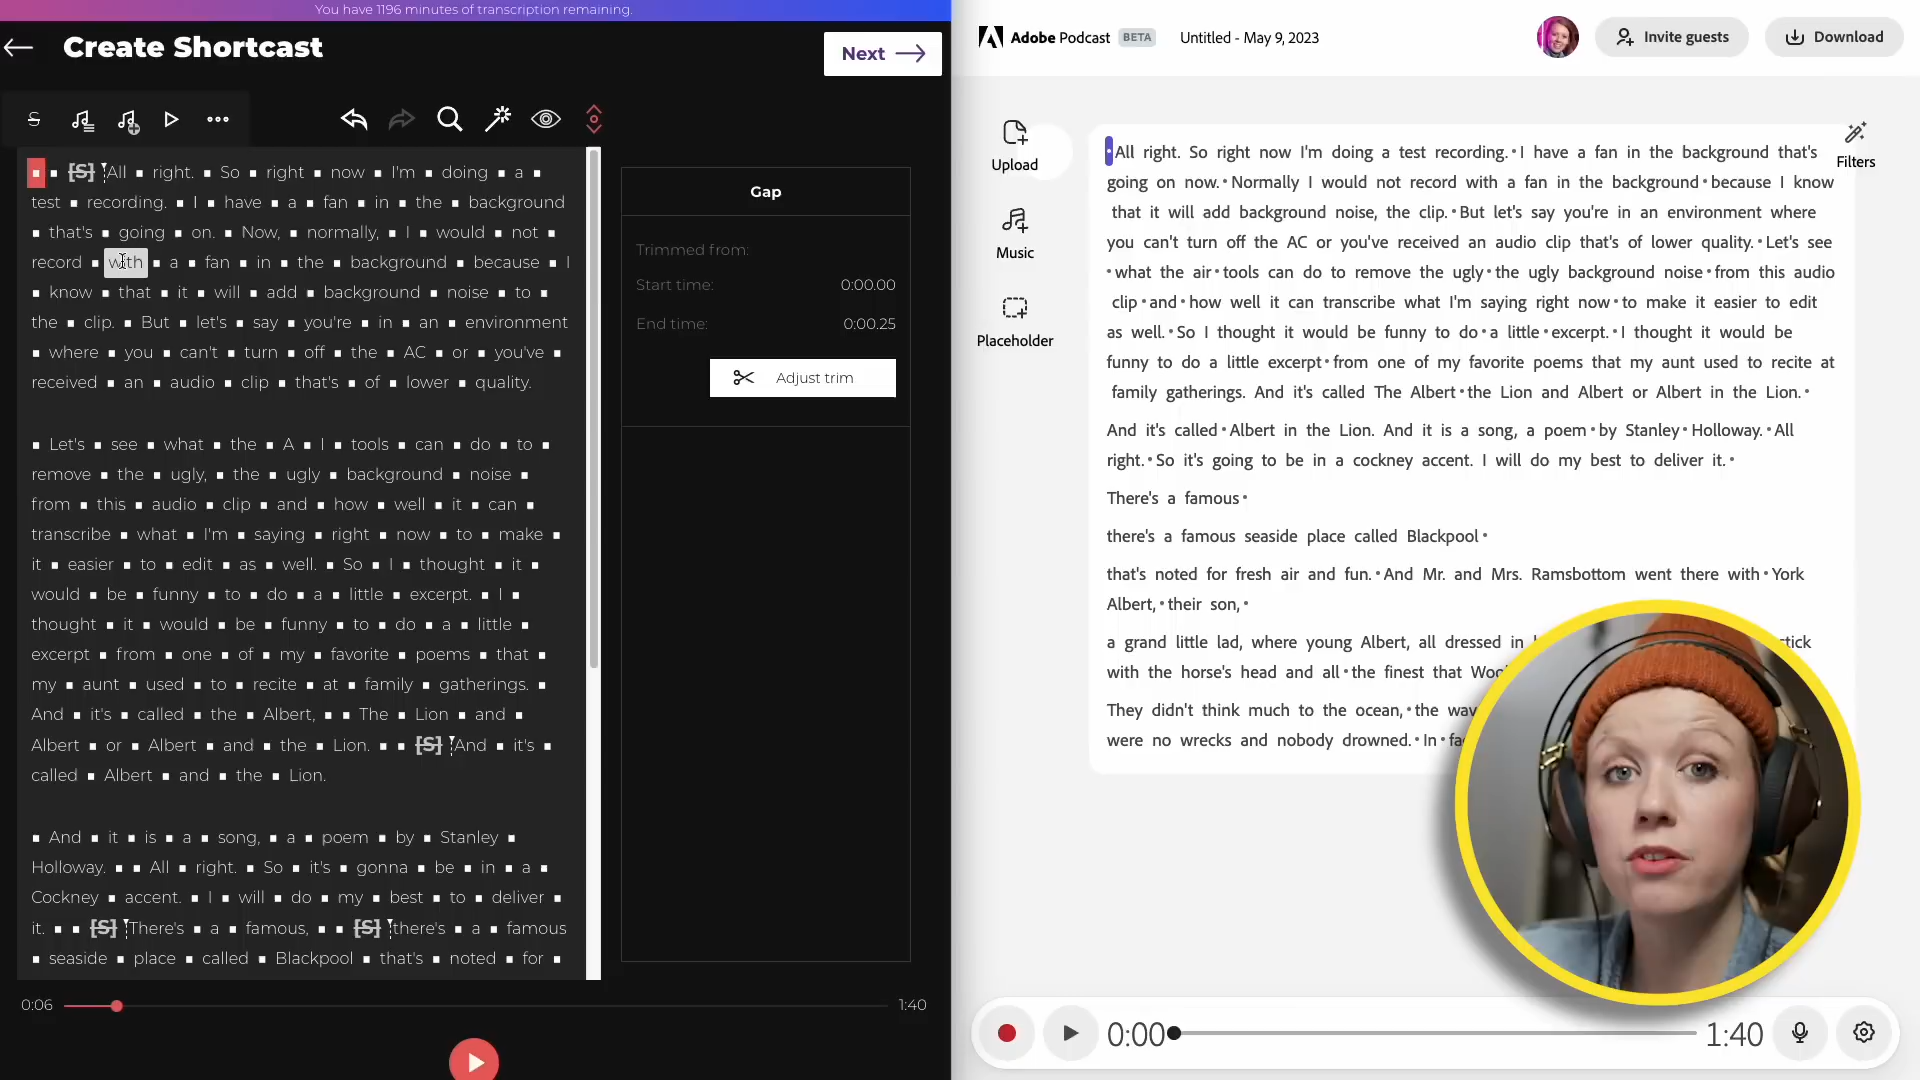 You have 1196 minutes of transcription remaining.
Create Shortcast
Next
S
[S] All right. So right now I'm doing a
test recording. I have a fan in the background
that's going on. Now, normally, I would not
record with a fan in the background because I
know that it will add background noise to
the clip. But let's say you're in an environment
where you can't turn off the AC or you've
received an audio clip that's of lower quality.
Let's see what the A I tools can do to
remove the ugly, the ugly background noise
from this audio clip and how well it can
transcribe what I'm saying right now to make
it easier to edit as well. So I thought it
would be funny to do a little excerpt. I
thought it would be funny to do a little
excerpt from one of my favorite poems that
my aunt used to recite at family gatherings.
And it's called the Albert, The Lion and
Albert or Albert and the Lion. [S] And it's
called Albert and the Lion.
And it is a song, a poem by Stanley
Holloway. All right. So it's gonna be in a
Cockney accent. I will do my best to deliver
it. [S] There's a famous, [S] there's a famous
seaside place called Blackpool that's noted for
0:06
1:40
Gap
Trimmed from:
Start time: 0:00.00
End time: 0:00.25
Adjust trim
Adobe Podcast BETA
Untitled - May 9, 2023
Invite guests
Download
Upload
Music
Placeholder
Filters
All right. So right now I'm doing a test recording. I have a fan in the background that's
going on now. Normally I would not record with a fan in the background because I know
that it will add background noise, the clip. But let's say you're in an environment where
you can't turn off the AC or you've received an audio clip that's of lower quality. Let's see
what the air tools can do to remove the ugly the ugly background noise from this audio
clip and how well it can transcribe what I'm saying right now to make it easier to edit
as well. So I thought it would be funny to do a little excerpt. I thought it would be
funny to do a little excerpt from one of my favorite poems that my aunt used to recite at
family gatherings. And it's called The Albert the Lion and Albert or Albert in the Lion.
And it's called Albert in the Lion. And it is a song, a poem by Stanley Holloway. All
right. So it's going to be in a cockney accent. I will do my best to deliver it.
There's a famous
there's a famous seaside place called Blackpool
that's noted for fresh air and fun. And Mr. and Mrs. Ramsbottom went there with York
Albert, their son,
a grand little lad, where young Albert, all dressed in
with the horse's head and all the finest that
They didn't think much to the ocean, the
were no wrecks and nobody drowned. In
0:00
1:40